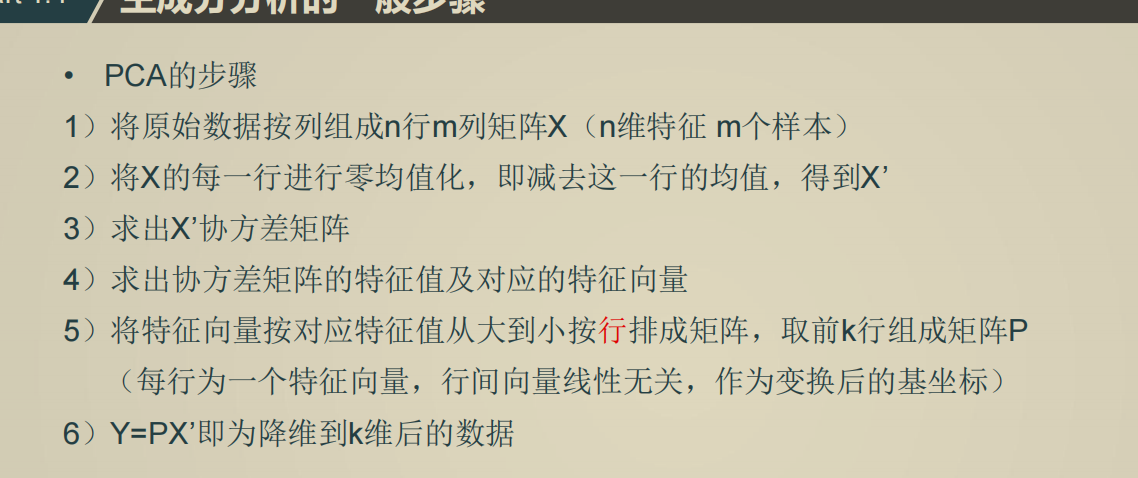 主成分分析的一般步骤
• PCA的步骤
1）将原始数据按列组成n行m列矩阵X（n维特征 m个样本）
2）将X的每一行进行零均值化，即减去这一行的均值，得到X’
3）求出X’协方差矩阵
4）求出协方差矩阵的特征值及对应的特征向量
5）将特征向量按对应特征值从大到小按行排成矩阵，取前k行组成矩阵P
（每行为一个特征向量，行间向量线性无关，作为变换后的基坐标）
6）Y=PX’即为降维到k维后的数据